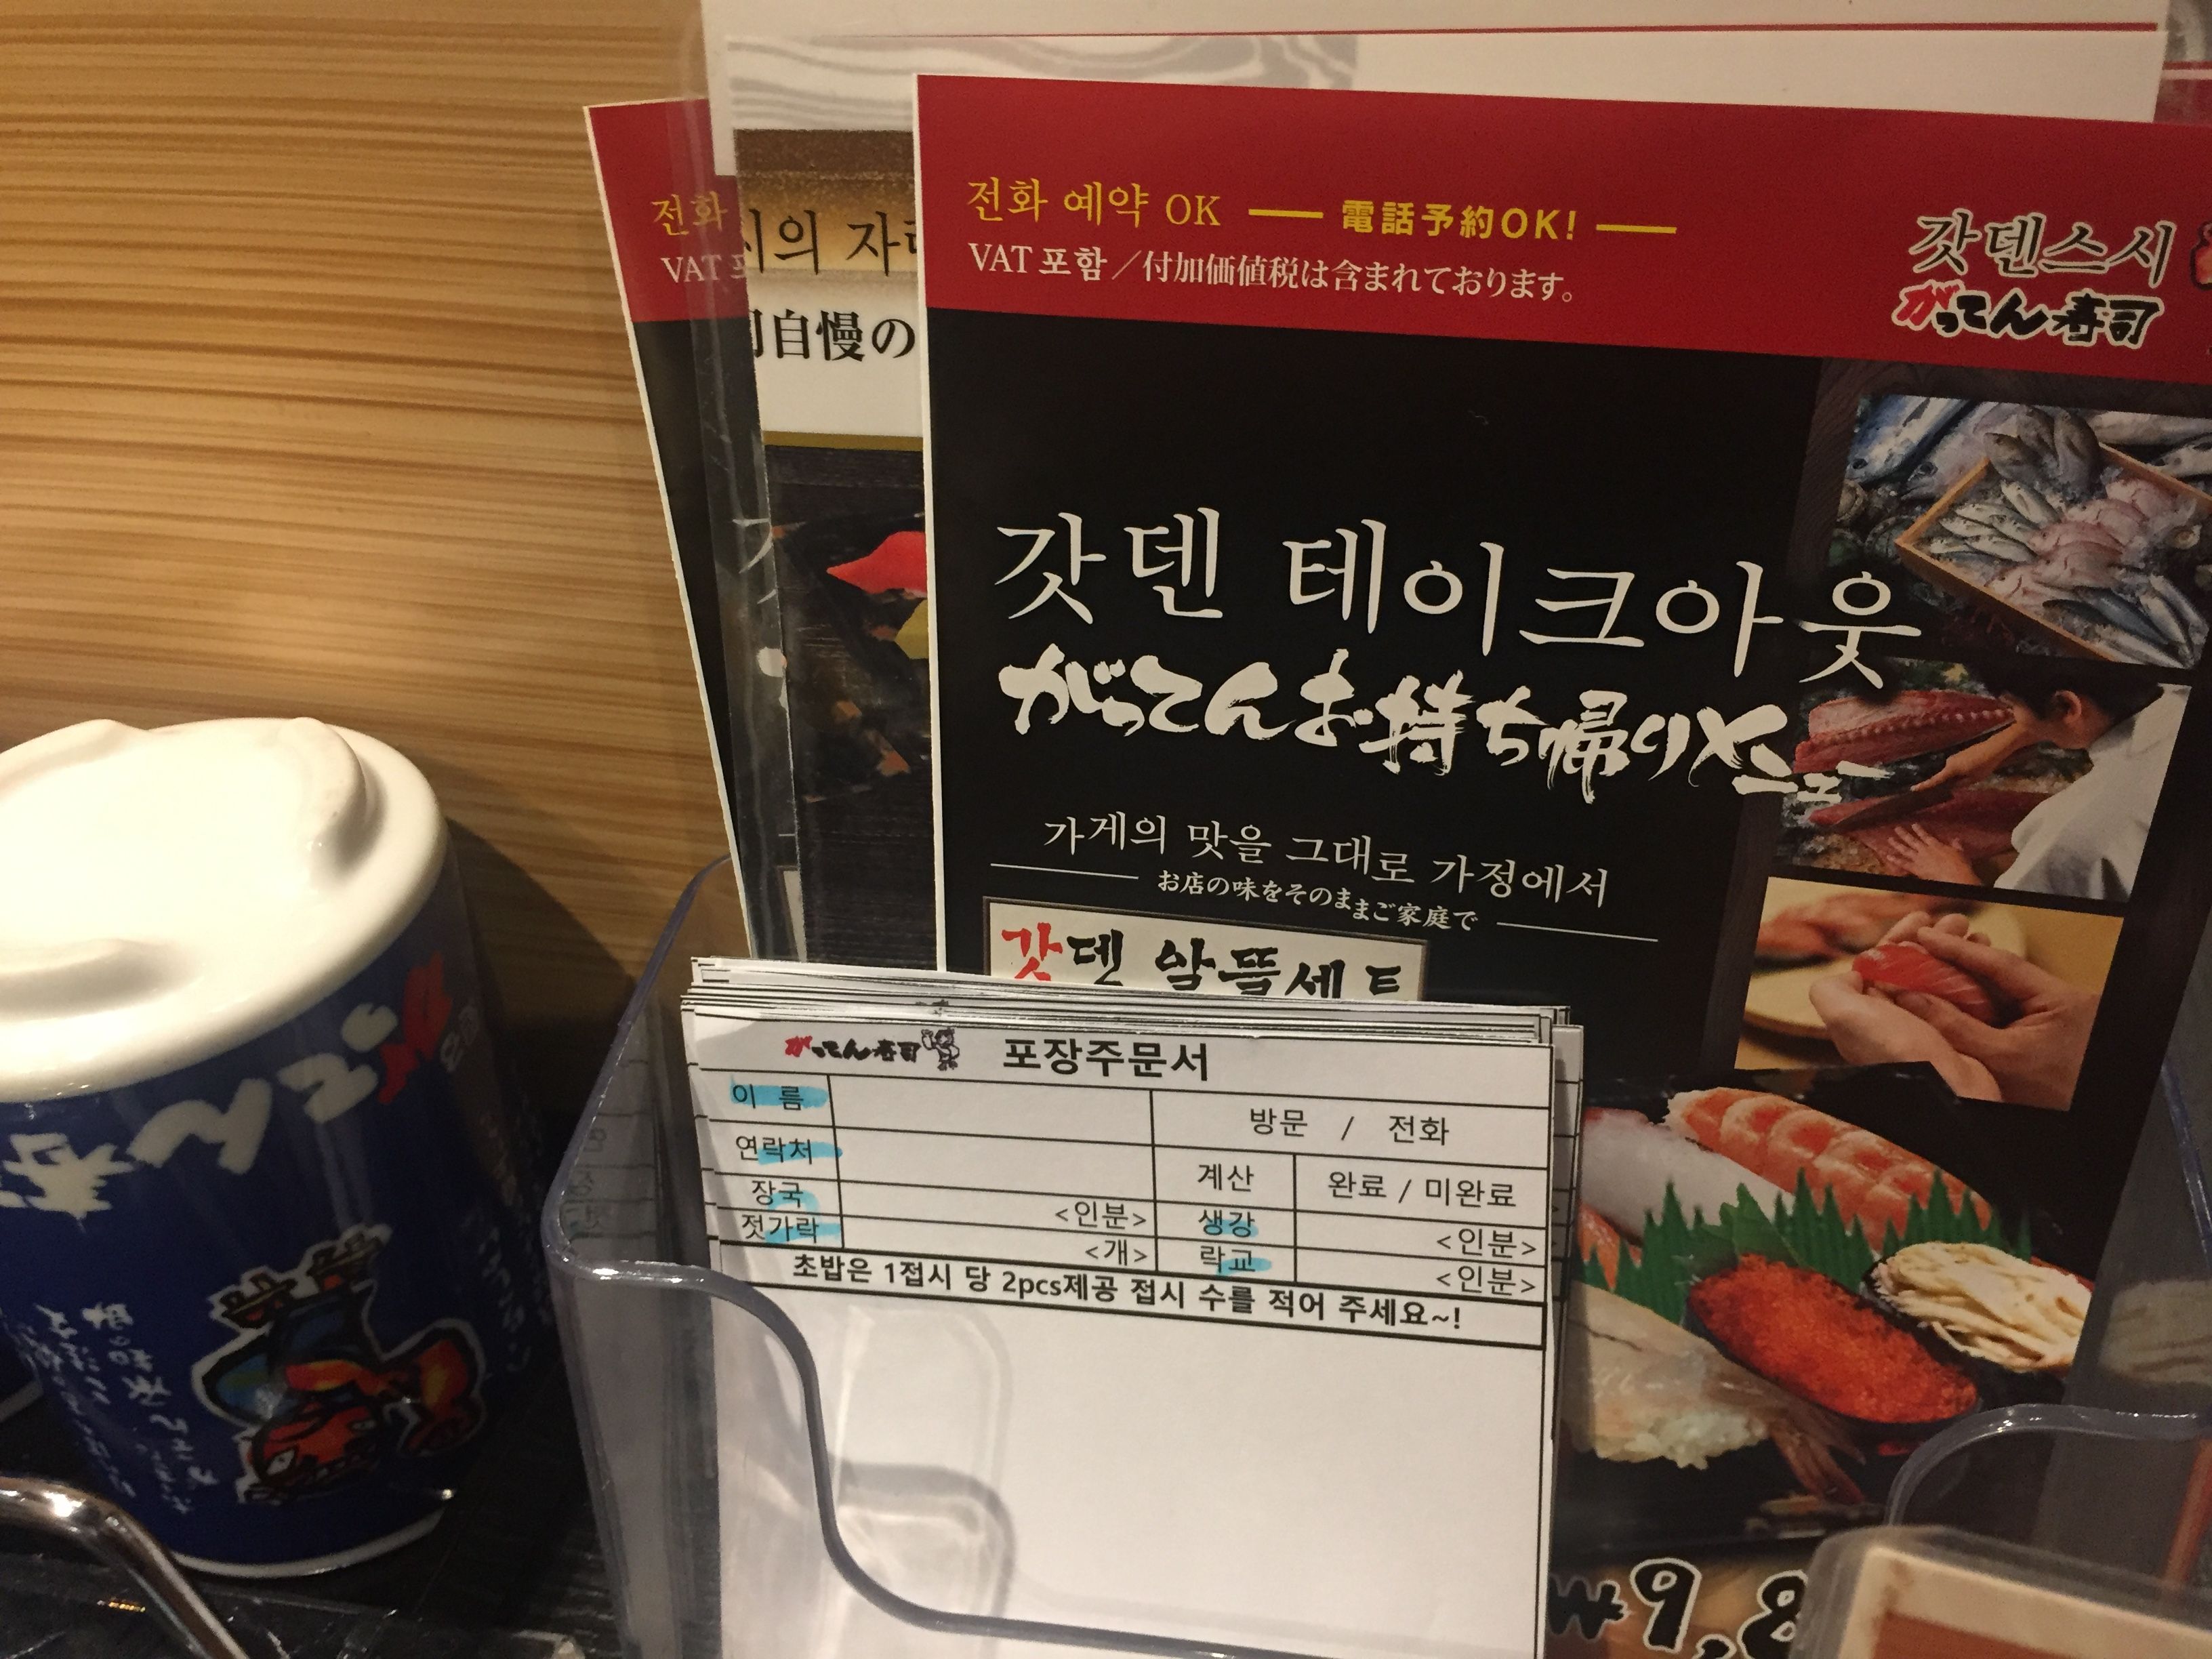 전화 예약 OK
電話予約OK!
VAT 포함／付加価値税は含まれております。
갓덴스시
がってん寿司
전화
VAT
시의
自慢の
갓덴 테이크아웃
がってんお持ち帰りメニュー
가게의 맛을 그대로 가정에서
お店の味をそのままご家庭で
갓덴 알뜰세트
がってん寿司 포장주문서
이 름
방문 / 전화
연락처
계산 완료 / 미완료
장국 <인분> 생강 <인분>
젓가락 <개> 락교 <인분>
초밥은 1접시 당 2pcs제공 접시 수를 적어 주세요~!
₩9,8
がってん寿